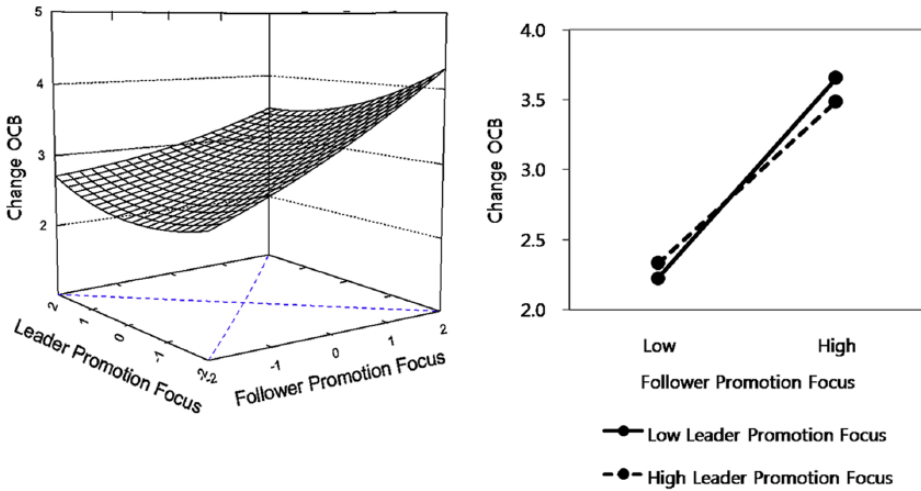 5
4
3
2
Change OCB
2
1
0
-1
-2
Leader Promotion Focus
-2
-1
0
1
2
Follower Promotion Focus
4.0
3.5
3.0
2.5
2.0
Change OCB
Low High
Follower Promotion Focus
Low Leader Promotion Focus
High Leader Promotion Focus